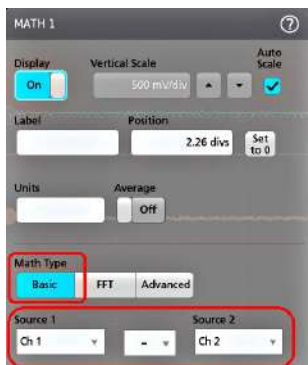 MATH 1 ?
Auto
Display Vertical Scale Scale
On 500 mV/div
Label Position
2.26 divs Set
to 0
Units Average
Off
Math Type
Basic FFT Advanced
Source 1 Source 2
Ch 1 - Ch 2